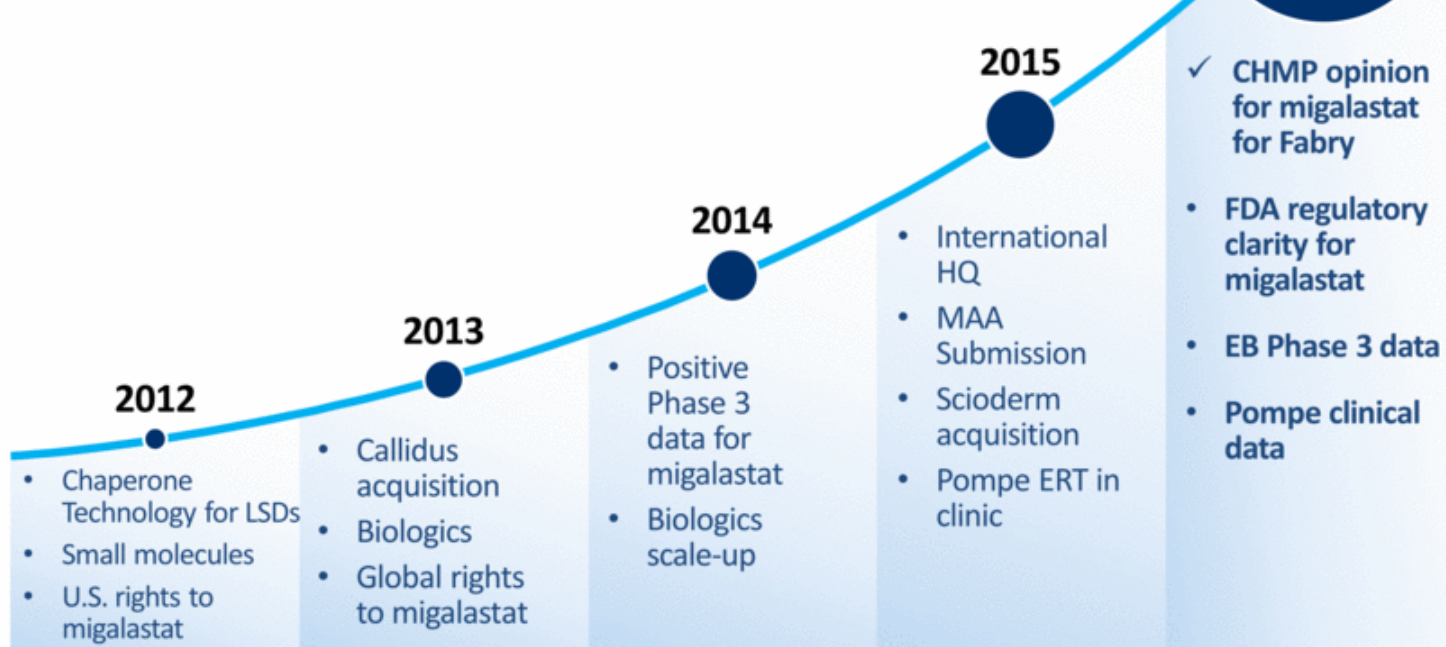 2012
• Chaperone
Technology for LSDs
• Small molecules
• U.S. rights to
migalastat
2013
• Callidus
acquisition
• Biologics
• Global rights
to migalastat
2014
• Positive
Phase 3
data for
migalastat
• Biologics
scale-up
2015
• International
HQ
• MAA
Submission
• Scioderm
acquisition
• Pompe ERT in
clinic
✓ CHMP opinion
for migalastat
for Fabry
• FDA regulatory
clarity for
migalastat
• EB Phase 3 data
• Pompe clinical
data